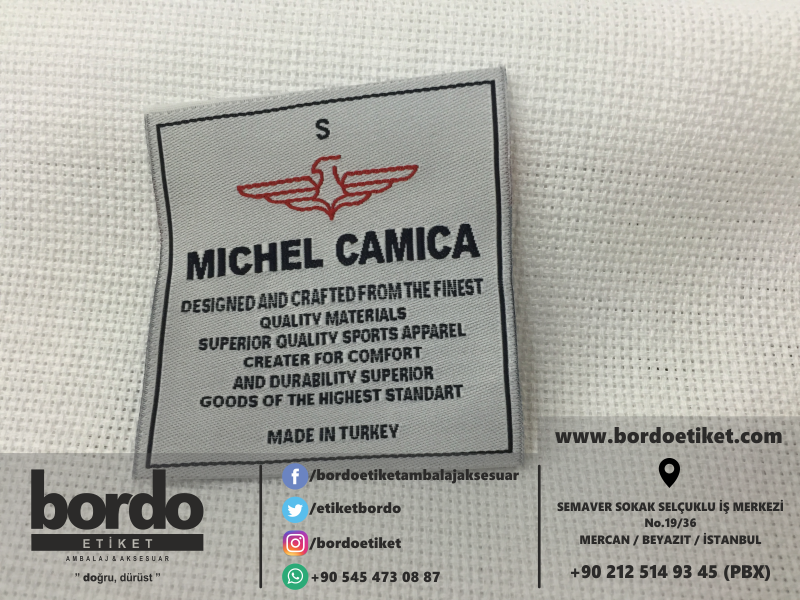 S
MICHEL CAMICA
DESIGNED AND CRAFTED FROM THE FINEST
QUALITY MATERIALS
SUPERIOR QUALITY SPORTS APPAREL
CREATER FOR COMFORT
AND DURABILITY SUPERIOR
GOODS OF THE HIGHEST STANDART
MADE IN TURKEY
bordo
ETİKET
AMBALAJ & AKSESUAR
" doğru, dürüst "
/bordoetiketambalajaksesuar
/etiketbordo
/bordoetiket
+90 545 473 08 87
www.bordoetiket.com
SEMAVER SOKAK SELÇUKLU İŞ MERKEZİ
No.19/36
MERCAN / BEYAZIT / İSTANBUL
+90 212 514 93 45 (PBX)